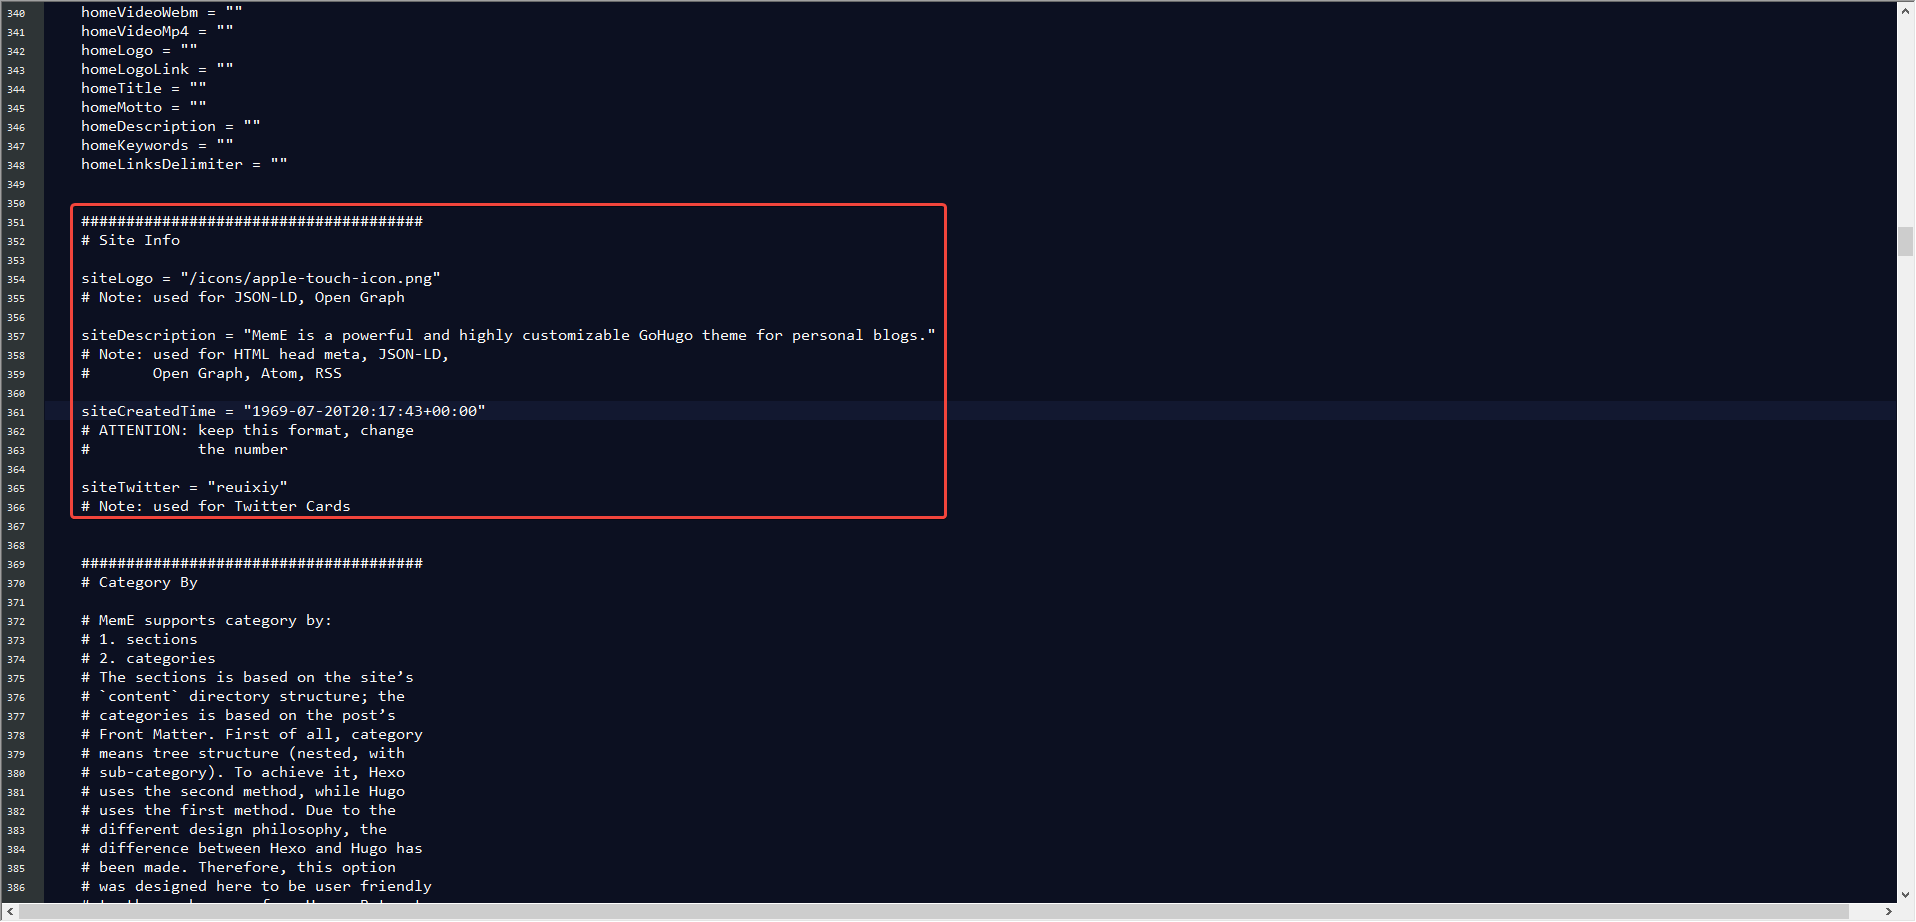 340 homeVideoWebm = ""
341 homeVideoMp4 = ""
342 homeLogo = ""
343 homeLogoLink = ""
344 homeTitle = ""
345 homeMotto = ""
346 homeDescription = ""
347 homeKeywords = ""
348 homeLinksDelimiter = ""
349
350
351 ######################################
352 # Site Info
353
354 siteLogo = "/icons/apple-touch-icon.png"
355 # Note: used for JSON-LD, Open Graph
356
357 siteDescription = "MemE is a powerful and highly customizable GoHugo theme for personal blogs."
358 # Note: used for HTML head meta, JSON-LD,
359 #       Open Graph, Atom, RSS
360
361 siteCreatedTime = "1969-07-20T20:17:43+00:00"
362 # ATTENTION: keep this format, change
363 #            the number
364
365 siteTwitter = "reuixiy"
366 # Note: used for Twitter Cards
367
368
369 ######################################
370 # Category By
371
372 # MemE supports category by:
373 # 1. sections
374 # 2. categories
375 # The sections is based on the site’s
376 # `content` directory structure; the
377 # categories is based on the post’s
378 # Front Matter. First of all, category
379 # means tree structure (nested, with
380 # sub-category). To achieve it, Hexo
381 # uses the second method, while Hugo
382 # uses the first method. Due to the
383 # different design philosophy, the
384 # difference between Hexo and Hugo has
385 # been made. Therefore, this option
386 # was designed here to be user friendly